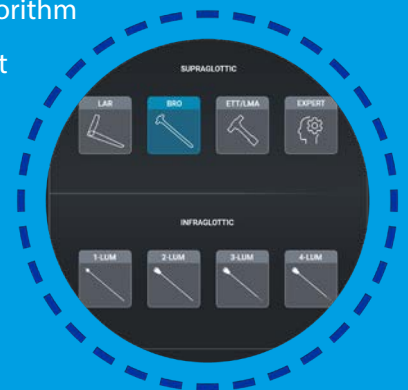 orithm
t
SUPRAGLOTTIC
LAR BRO ETT/LMA EXPERT
INFRAGLOTTIC
1-LUM 2-LUM 3-LUM 4-LUM